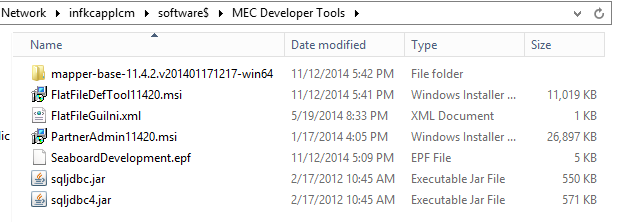 Network ▸ infkcapplcm ▸ software$ ▸ MEC Developer Tools ▸
Name Date modified Type Size
mapper-base-11.4.2.v201401171217-win64 11/12/2014 5:42 PM File folder
FlatFileDefTool11420.msi 11/12/2014 5:41 PM Windows Installer ... 11,019 KB
FlatFileGuiIni.xml 5/19/2014 8:33 PM XML Document 1 KB
PartnerAdmin11420.msi 1/17/2014 4:05 PM Windows Installer ... 26,897 KB
SeaboardDevelopment.epf 11/12/2014 5:09 PM EPF File 5 KB
sqljdbc.jar 2/17/2012 10:45 AM Executable Jar File 550 KB
sqljdbc4.jar 2/17/2012 10:45 AM Executable Jar File 571 KB